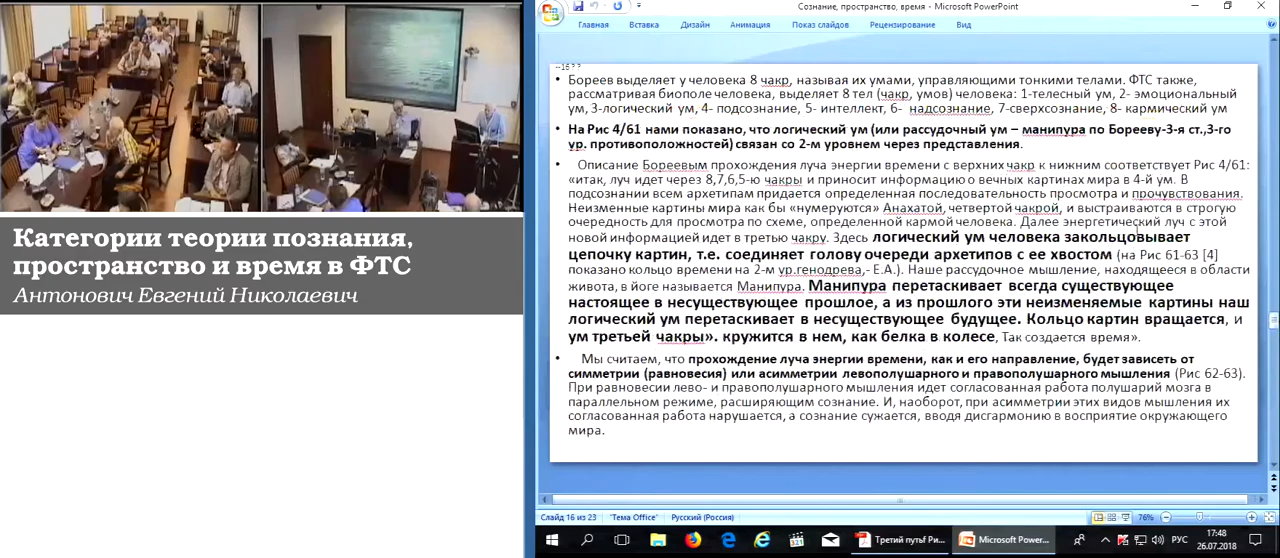 Категории теории познания,
пространство и время в ФТС
Антонович Евгений Николаевич
Сознание, пространство, время - Microsoft PowerPoint
Главная Вставка Дизайн Анимация Показ слайдов Рецензирование Вид
• Бореев выделяет у человека 8 чакр, называя их умами, управляющими тонкими телами. ФТС также,
рассматривая биополе человека, выделяет 8 тел (чакр, умов) человека: 1-телесный ум, 2- эмоциональный
ум, 3-логический ум, 4- подсознание, 5- интеллект, 6- надсознание, 7-сверхсознание, 8- кармический ум
• На Рис 4/61 нами показано, что логический ум (или рассудочный ум – манипура по Борееву-3-я ст.,3-го
ур. противоположностей) связан со 2-м уровнем через представления.
• Описание Бореевым прохождения луча энергии времени с верхних чакр к нижним соответствует Рис 4/61:
«итак, луч идет через 8,7,6,5-ю чакры и приносит информацию о вечных картинах мира в 4-й ум. В
подсознании всем архетипам придается определенная последовательность просмотра и прочувствования.
Неизменные картины мира как бы «нумеруются» Анахатой, четвертой чакрой, и выстраиваются в строгую
очередность для просмотра по схеме, определенной кармой человека. Далее энергетический луч с этой
новой информацией идет в третью чакру. Здесь логический ум человека закольцовывает
цепочку картин, т.е. соединяет голову очереди архетипов с ее хвостом (на Рис 61-63 [4]
показано кольцо времени на 2-м ур.генодрева,- Е.А.). Наше рассудочное мышление, находящееся в области
живота, в йоге называется Манипура. Манипура перетаскивает всегда существующее
настоящее в несуществующее прошлое, а из прошлого эти неизменяемые картины наш
логический ум перетаскивает в несуществующее будущее. Кольцо картин вращается, и
ум третьей чакры». кружится в нем, как белка в колесе, Так создается время».
• Мы считаем, что прохождение луча энергии времени, как и его направление, будет зависеть от
симметрии (равновесия) или асимметрии левополушарного и правополушарного мышления (Рис 62-63).
При равновесии лево- и правополушарного мышления идет согласованная работа полушарий мозга в
параллельном режиме, расширяющим сознание. И, наоборот, при асимметрии этих видов мышления их
согласованная работа нарушается, а сознание сужается, вводя дисгармонию в восприятие окружающего
мира.
Слайд 16 из 23 "Тема Office" Русский (Россия) 76%
Третий путь! Ри... Microsoft Power... РУС 17:48
26.07.2018